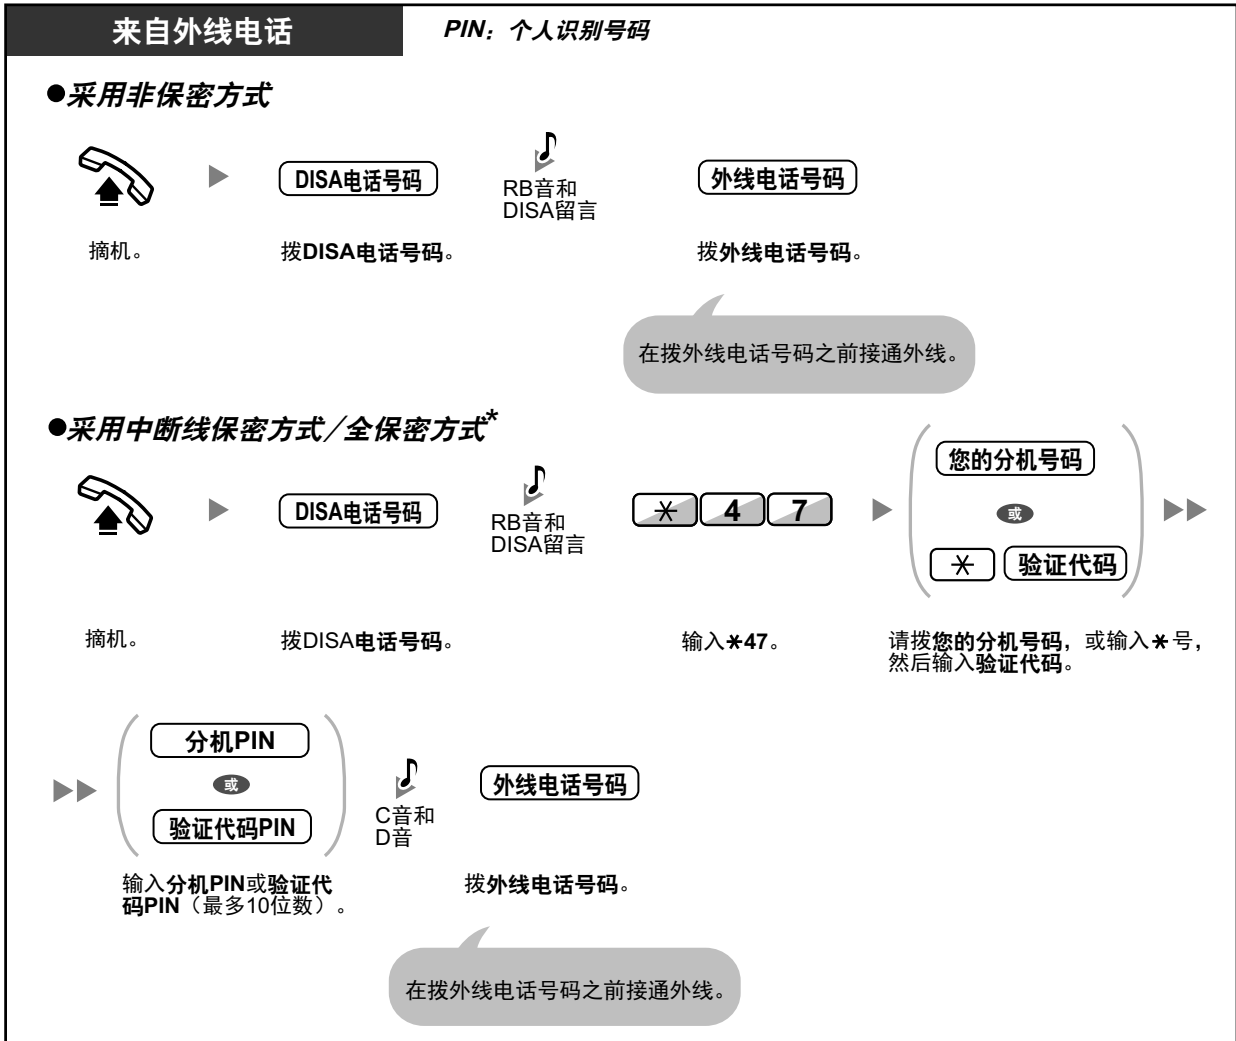 来自外线电话
PIN：个人识别号码
●采用非保密方式
DISA电话号码
RB音和
DISA留言
外线电话号码
摘机。
拨DISA电话号码。
拨外线电话号码。
在拨外线电话号码之前接通外线。
●采用中断线保密方式／全保密方式*
DISA电话号码
RB音和
DISA留言
* 4 7
您的分机号码
或
* 验证代码
摘机。
拨DISA电话号码。
输入*47。
请拨您的分机号码，或输入*号，
然后输入验证代码。
分机PIN
或
验证代码PIN
C音和
D音
外线电话号码
输入分机PIN或验证代
码PIN（最多10位数）。
拨外线电话号码。
在拨外线电话号码之前接通外线。